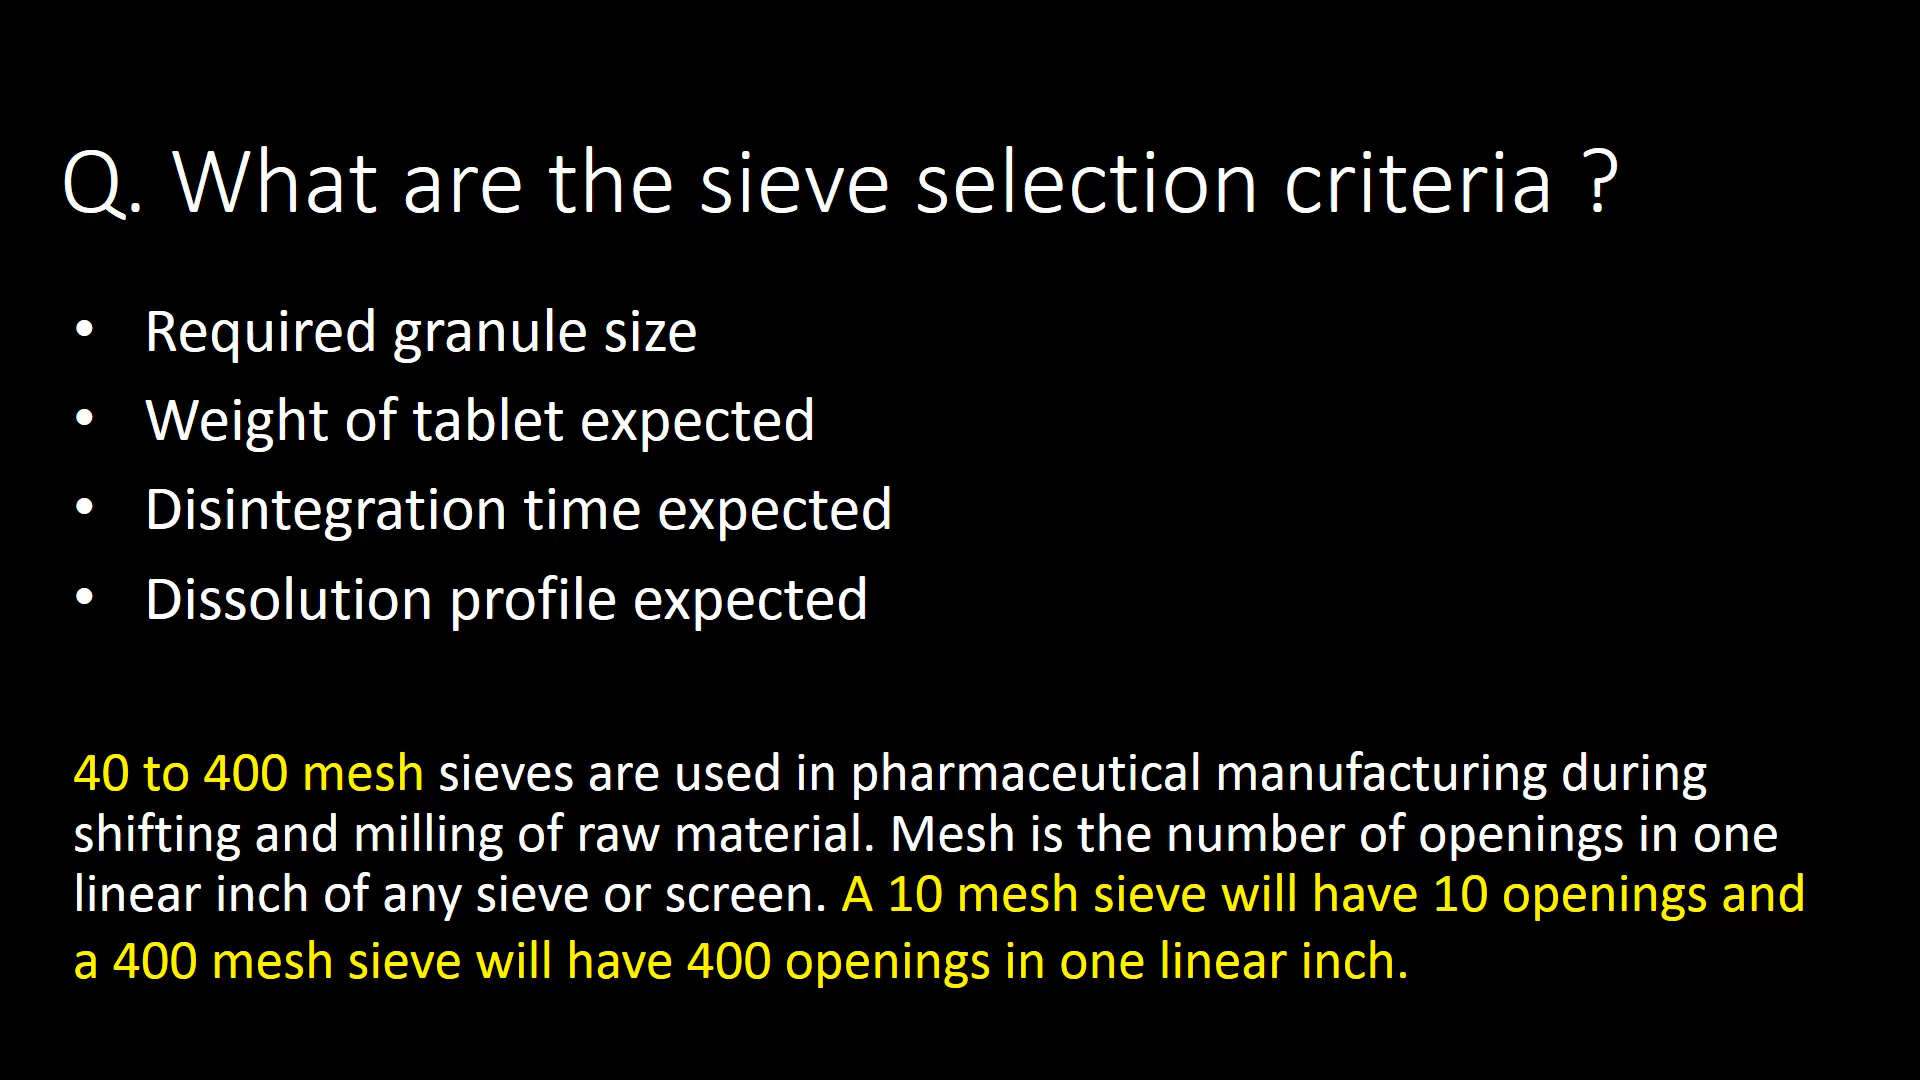 Q. What are the sieve selection criteria ?
• Required granule size
• Weight of tablet expected
• Disintegration time expected
• Dissolution profile expected
40 to 400 mesh sieves are used in pharmaceutical manufacturing during
shifting and milling of raw material. Mesh is the number of openings in one
linear inch of any sieve or screen. A 10 mesh sieve will have 10 openings and
a 400 mesh sieve will have 400 openings in one linear inch.